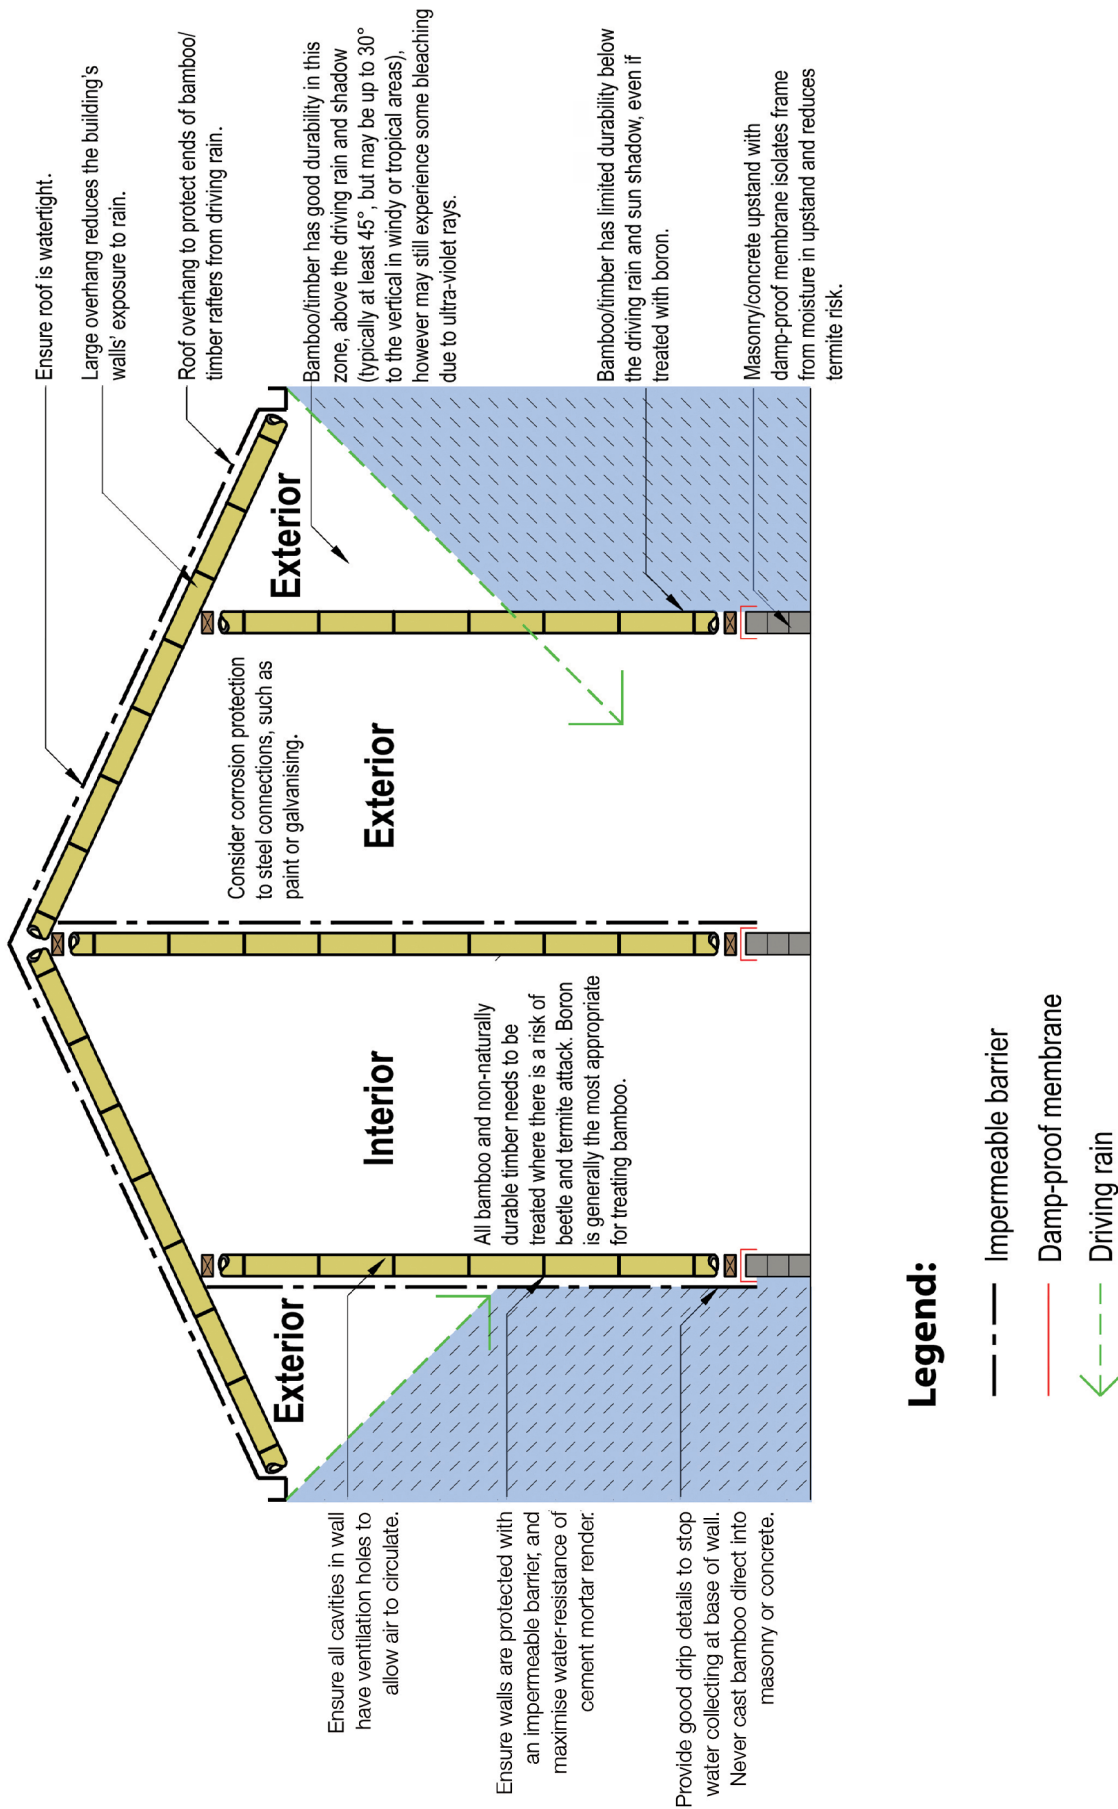 Ensure roof is watertight.
Large overhang reduces the building's
walls' exposure to rain.
Roof overhang to protect ends of bamboo/
timber rafters from driving rain.
Bamboo/timber has good durability in this
zone, above the driving rain and shadow
(typically at least 45°, but may be up to 30°
to the vertical in windy or tropical areas),
however may still experience some bleaching
due to ultra-violet rays.
Bamboo/timber has limited durability below
the driving rain and sun shadow, even if
treated with boron.
Masonry/concrete upstand with
damp-proof membrane isolates frame
from moisture in upstand and reduces
termite risk.
Exterior
Consider corrosion protection
to steel connections, such as
paint or galvanising.
Exterior
Interior
All bamboo and non-naturally
durable timber needs to be
treated where there is a risk of
beetle and termite attack. Boron
is generally the most appropriate
for treating bamboo.
Exterior
Ensure all cavities in wall
have ventilation holes to
allow air to circulate.
Ensure walls are protected with
an impermeable barrier, and
maximise water-resistance of
cement mortar render.
Provide good drip details to stop
water collecting at base of wall.
Never cast bamboo direct into
masonry or concrete.
Legend:
Impermeable barrier
Damp-proof membrane
Driving rain